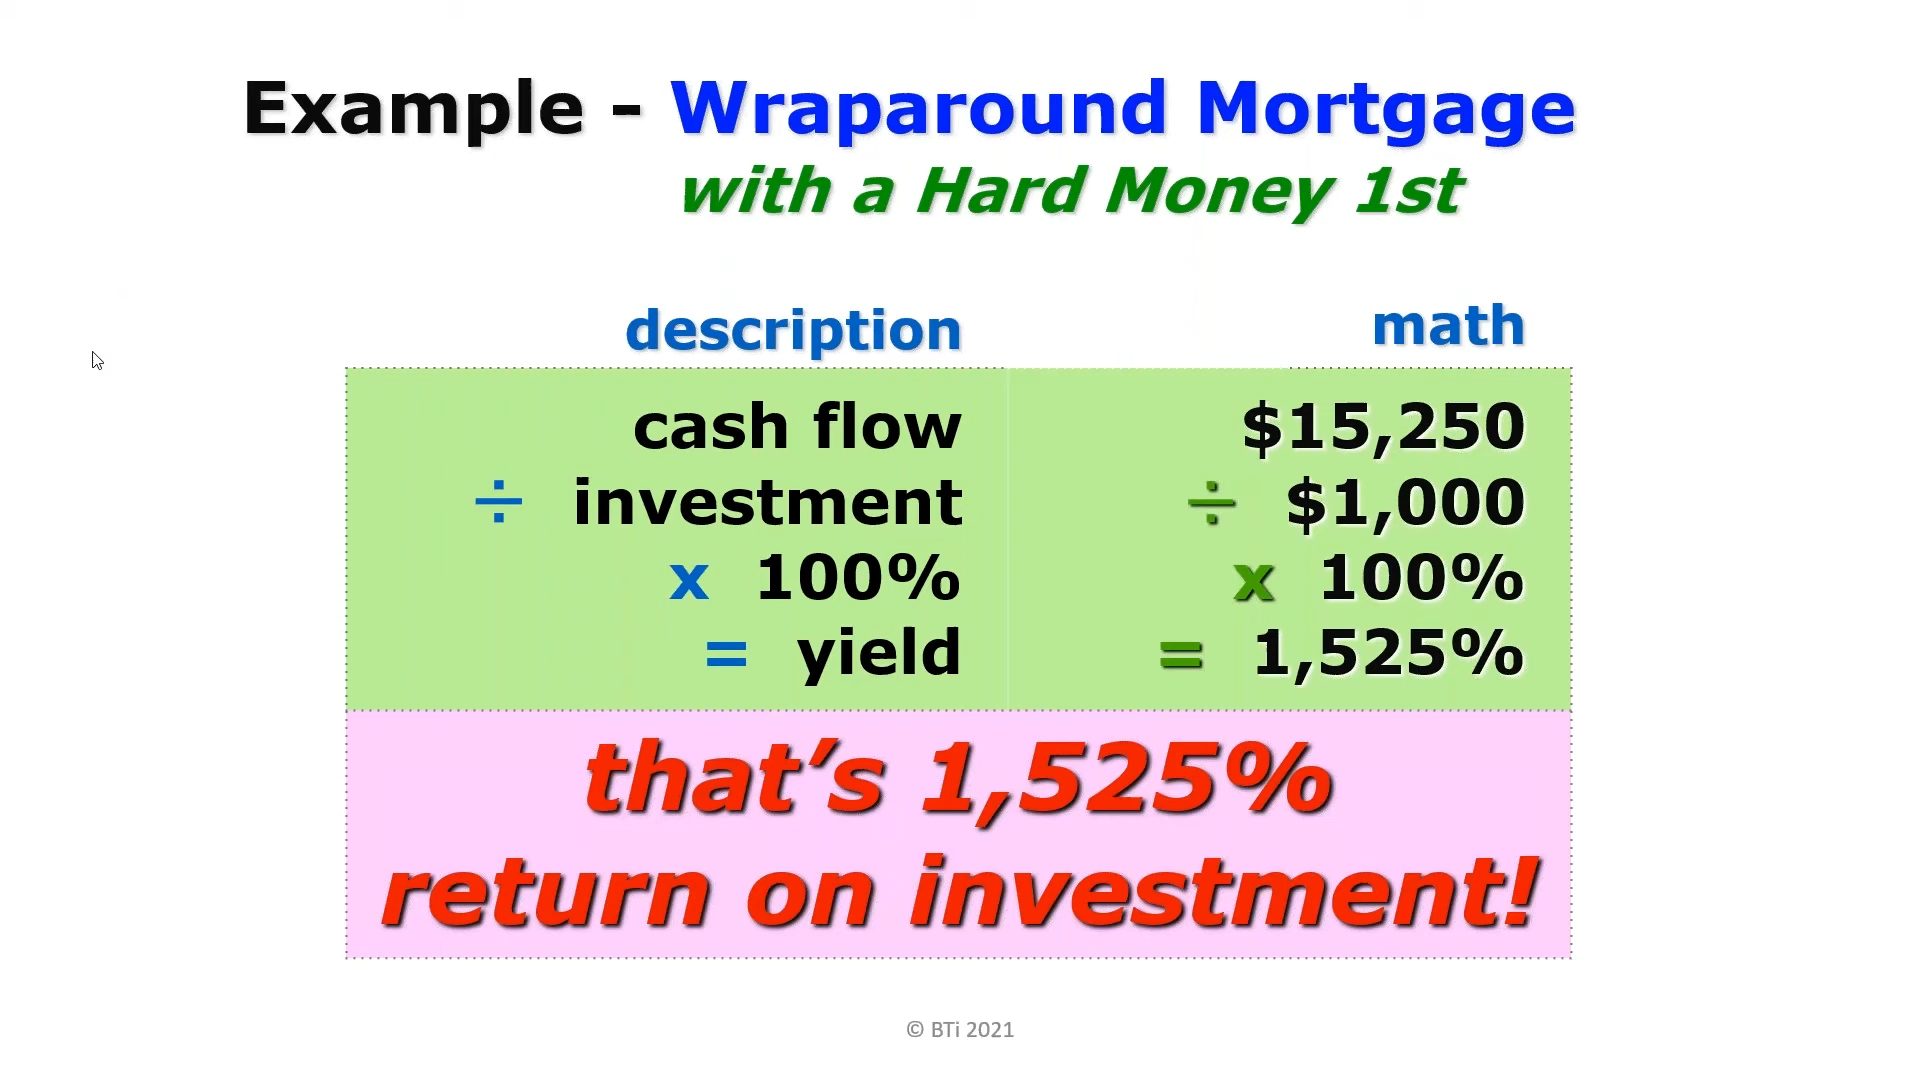 Example - Wraparound Mortgage
with a Hard Money 1st
description math
cash flow $15,250
÷ investment ÷ $1,000
x 100% x 100%
= yield = 1,525%
that’s 1,525%
return on investment!
© BTi 2021